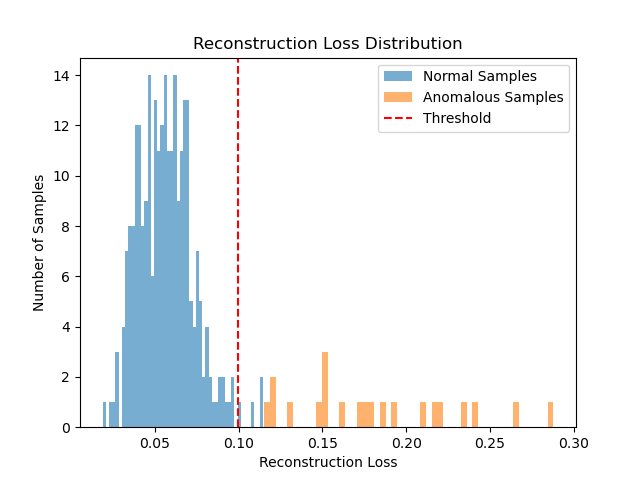 Reconstruction Loss Distribution
Normal Samples
Anomalous Samples
Threshold
Number of Samples
14
12
10
8
6
4
2
0
0.05 0.10 0.15 0.20 0.25 0.30
Reconstruction Loss